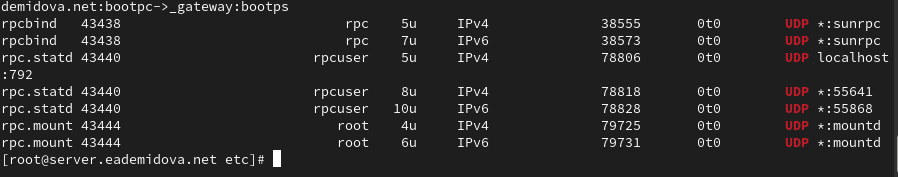 demidova.net:bootpc->_gateway:bootps
rpcbind   43438                            rpc    5u     IPv4              38555       0t0        UDP *:sunrpc
rpcbind   43438                            rpc    7u     IPv6              38573       0t0        UDP *:sunrpc
rpc.statd 43440                        rpcuser    5u     IPv4              78806       0t0        UDP localhost
:792
rpc.statd 43440                        rpcuser    8u     IPv4              78818       0t0        UDP *:55641
rpc.statd 43440                        rpcuser   10u     IPv6              78828       0t0        UDP *:55868
rpc.mount 43444                           root    4u     IPv4              79725       0t0        UDP *:mountd
rpc.mount 43444                           root    6u     IPv6              79731       0t0        UDP *:mountd
[root@server.eademidova.net etc]#